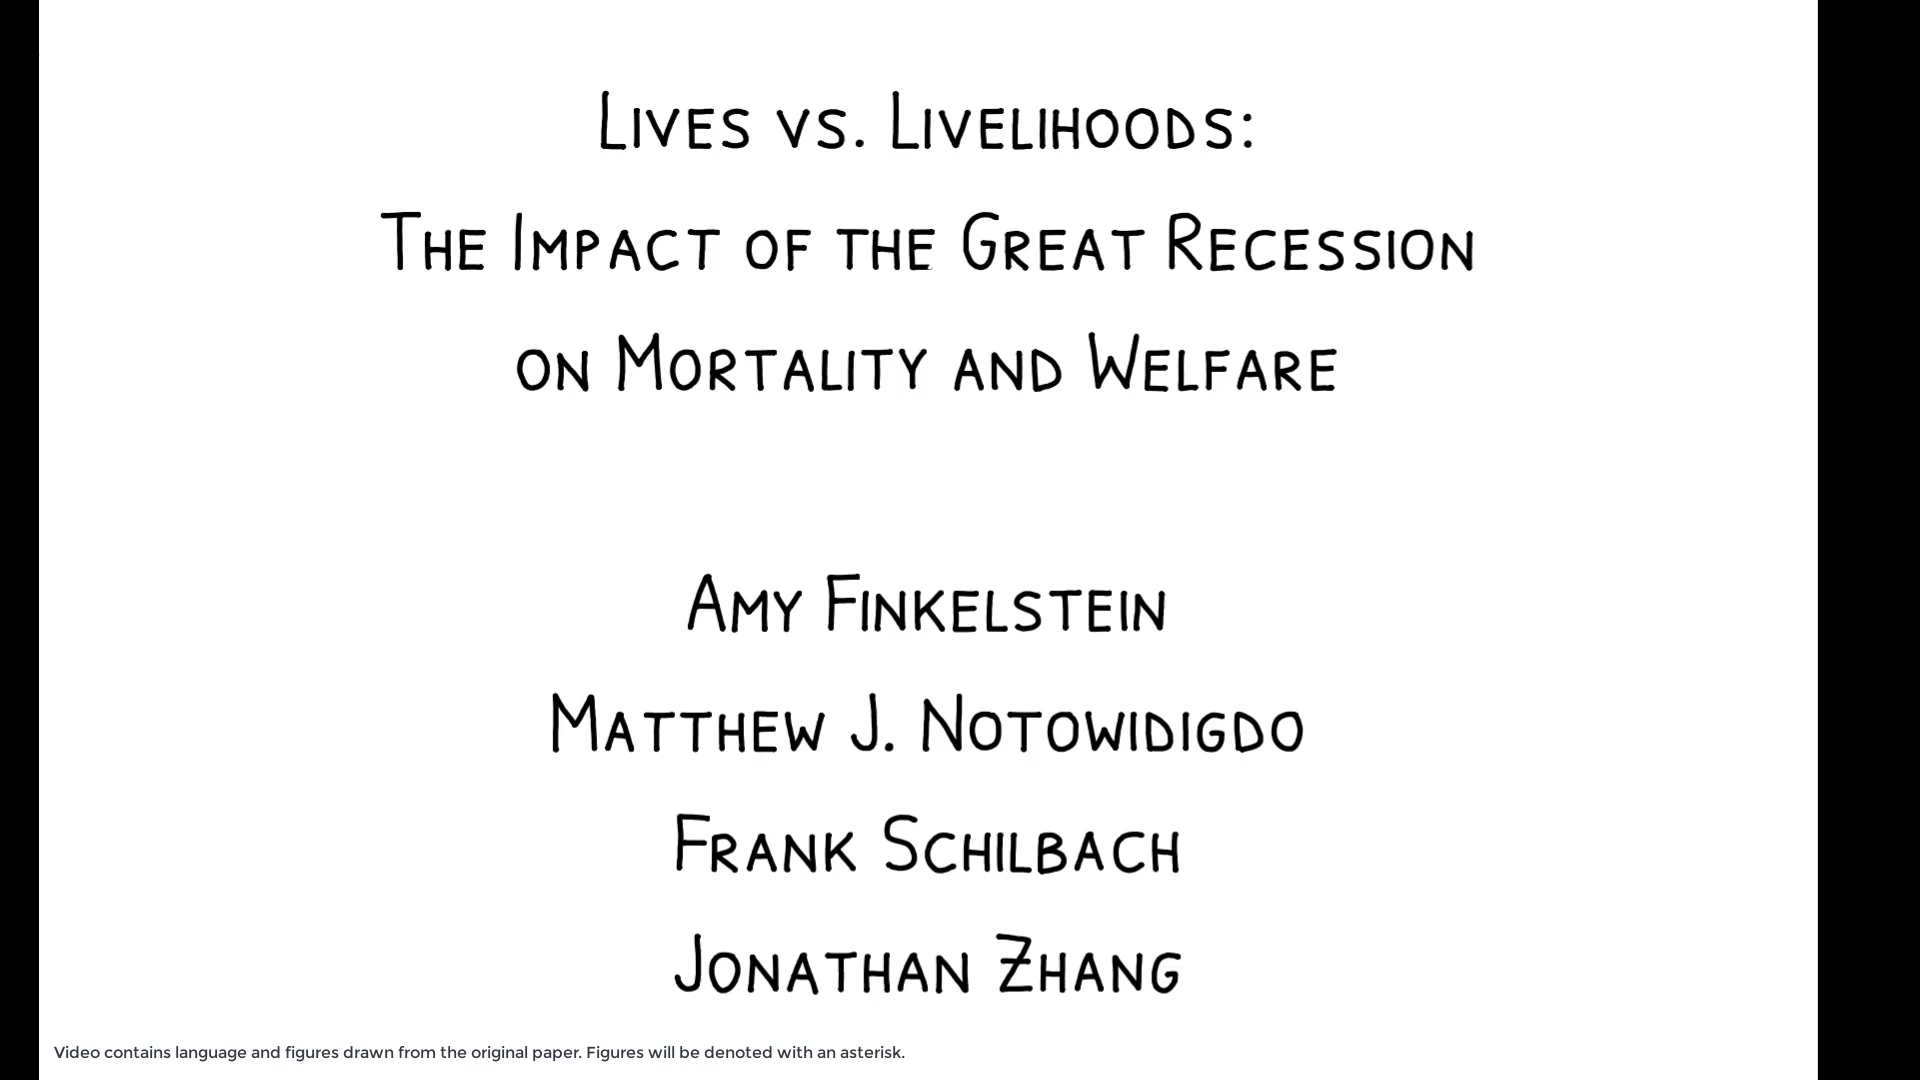 Lives vs. Livelihoods:
The Impact of the Great Recession
on Mortality and Welfare
Amy Finkelstein
Matthew J. Notowidigdo
Frank Schilbach
Jonathan Zhang
Video contains language and figures drawn from the original paper. Figures will be denoted with an asterisk.